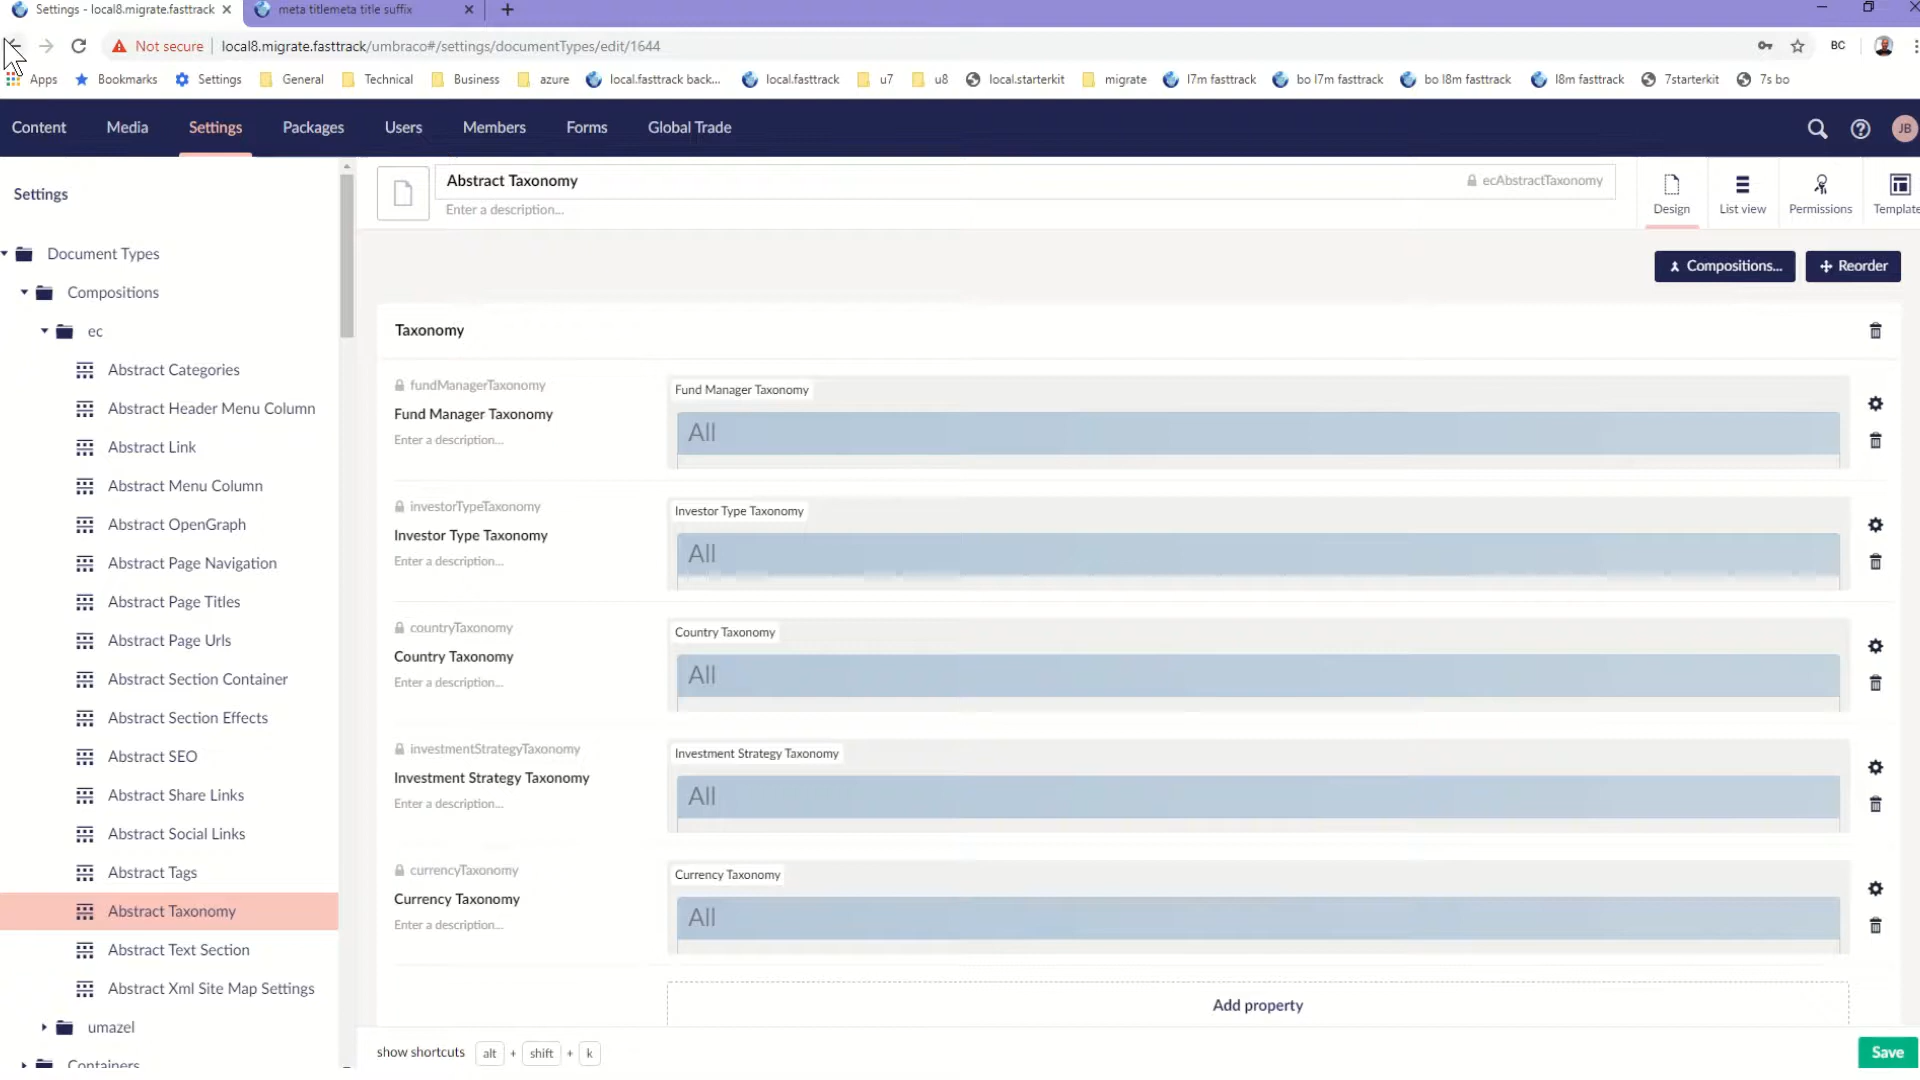 Settings - local8.migrate.fasttrack
meta titlemeta title suffix
Not secure
local8.migrate.fasttrack/umbraco#/settings/documentTypes/edit/1644
BC
Apps
Bookmarks
Settings
General
Technical
Business
azure
local.fasttrack back...
local.fasttrack
u7
u8
local.starterkit
migrate
l7m fasttrack
bo l7m fasttrack
bo l8m fasttrack
l8m fasttrack
7starterkit
7s bo
Content
Media
Settings
Packages
Users
Members
Forms
Global Trade
JB
Settings
Document Types
Compositions
ec
Abstract Categories
Abstract Header Menu Column
Abstract Link
Abstract Menu Column
Abstract OpenGraph
Abstract Page Navigation
Abstract Page Titles
Abstract Page Urls
Abstract Section Container
Abstract Section Effects
Abstract SEO
Abstract Share Links
Abstract Social Links
Abstract Tags
Abstract Taxonomy
Abstract Text Section
Abstract Xml Site Map Settings
umazel
Containers
Abstract Taxonomy
ecAbstractTaxonomy
Enter a description...
Design
List view
Permissions
Template
Compositions...
Reorder
Taxonomy
fundManagerTaxonomy
Fund Manager Taxonomy
Enter a description...
Fund Manager Taxonomy
All
investorTypeTaxonomy
Investor Type Taxonomy
Enter a description...
Investor Type Taxonomy
All
countryTaxonomy
Country Taxonomy
Enter a description...
Country Taxonomy
All
investmentStrategyTaxonomy
Investment Strategy Taxonomy
Enter a description...
Investment Strategy Taxonomy
All
currencyTaxonomy
Currency Taxonomy
Enter a description...
Currency Taxonomy
All
Add property
show shortcuts alt + shift + k
Save